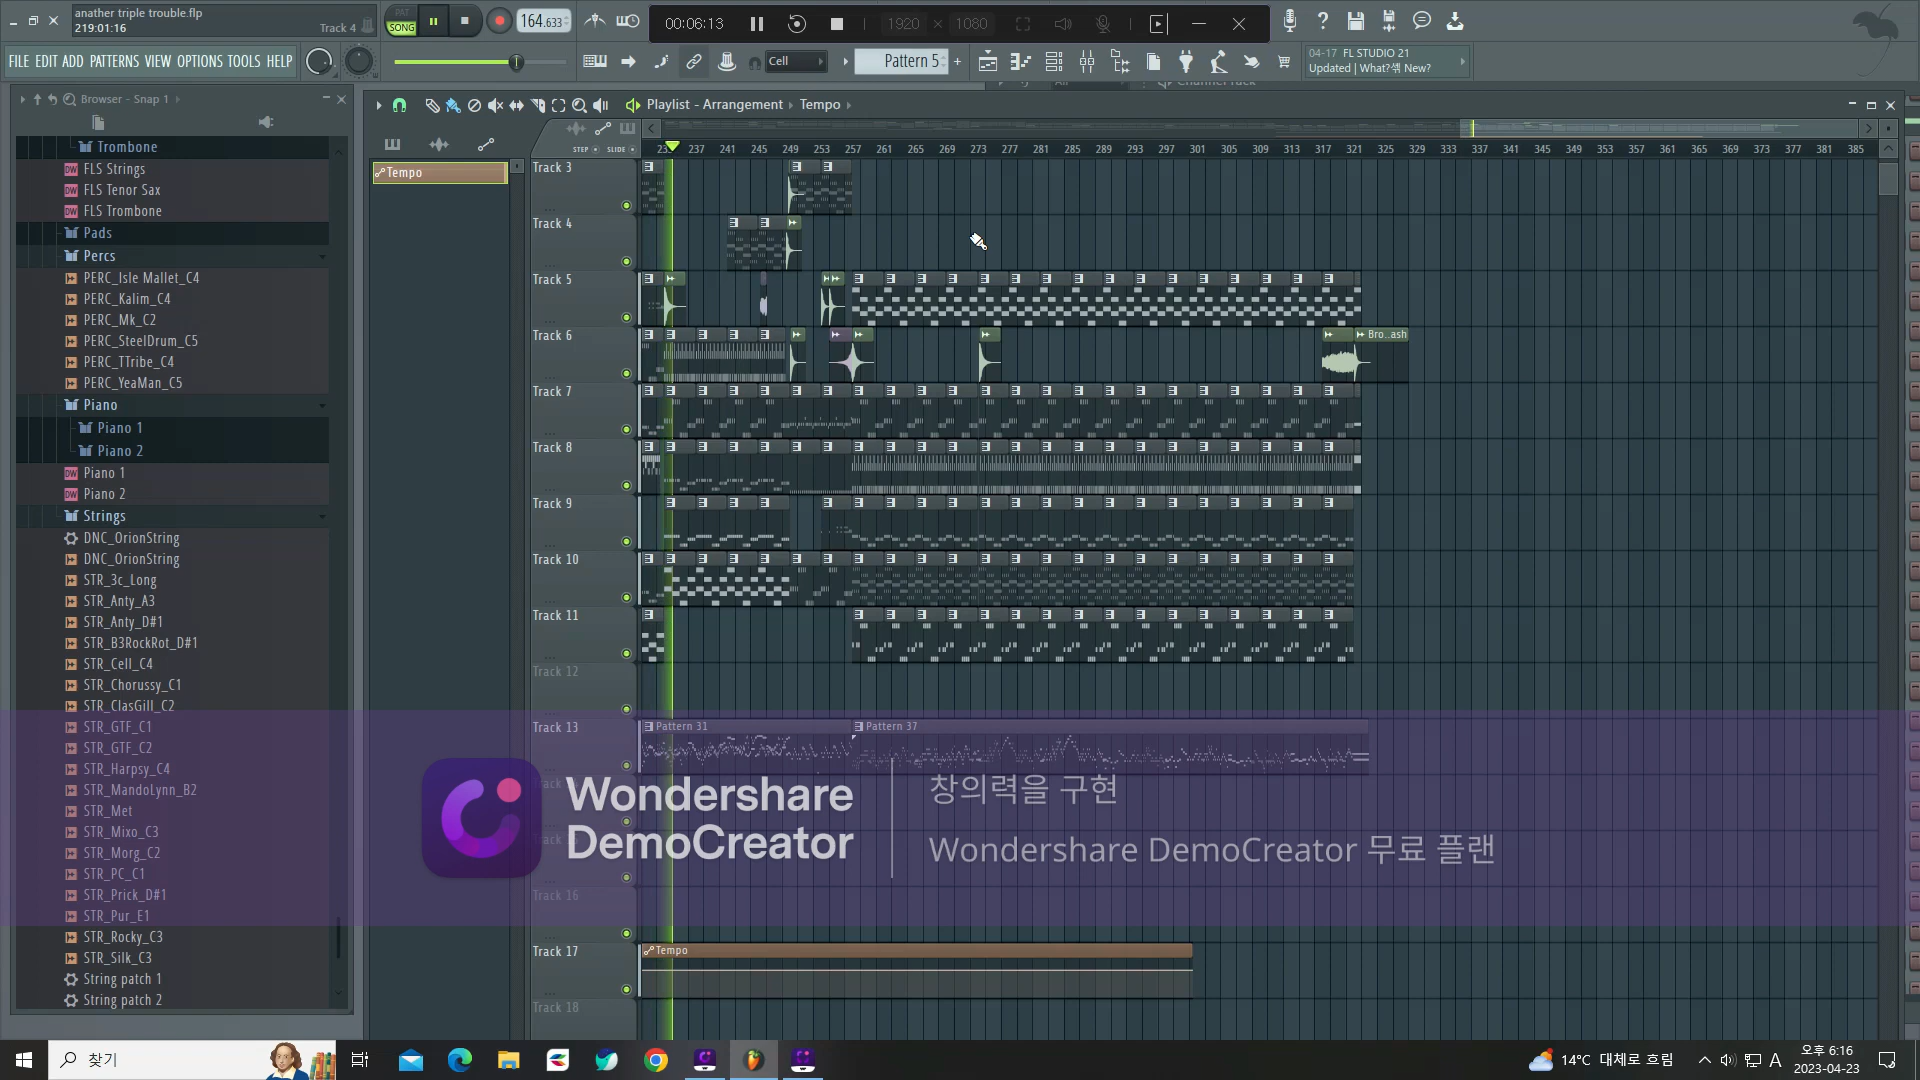 anather triple trouble.flp
219:01:16
Track 4
PAT
SONG
164.633
00:06:13
1920 × 1080
FILE EDIT ADD PATTERNS VIEW OPTIONS TOOLS HELP
Cell
Pattern 5
04-17 FL STUDIO 21
Updated | What?색 New?
Browser - Snap 1
Playlist - Arrangement
Tempo
Trombone
FLS Strings
FLS Tenor Sax
FLS Trombone
Pads
Percs
PERC_Isle Mallet_C4
PERC_Kalim_C4
PERC_Mk_C2
PERC_SteelDrum_C5
PERC_TTribe_C4
PERC_YeaMan_C5
Piano
Piano 1
Piano 2
Piano 1
Piano 2
Strings
DNC_OrionString
DNC_OrionString
STR_3c_Long
STR_Anty_A3
STR_Anty_D#1
STR_B3RockRot_D#1
STR_Cell_C4
STR_Chorussy_C1
STR_ClasGill_C2
STR_GTF_C1
STR_GTF_C2
STR_Harpsy_C4
STR_MandoLynn_B2
STR_Met
STR_Mixo_C3
STR_Morg_C2
STR_PC_C1
STR_Prick_D#1
STR_Pur_E1
STR_Rocky_C3
STR_Silk_C3
String patch 1
String patch 2
Tempo
STEP SLIDE
237 241 245 249 253 257 261 265 269 273 277 281 285 289 293 297 301 305 309 313 317 321 325 329 333 337 341 345 349 353 357 361 365 369 373 377 381 385
Track 3
Track 4
Track 5
Track 6
Bro..ash
Track 7
Track 8
Track 9
Track 10
Track 11
Track 12
Track 13
Pattern 31
Pattern 37
Track 16
Track 17
Tempo
Track 18
Wondershare
DemoCreator
창의력을 구현
Wondershare DemoCreator 무료 플랜
찾기
14°C 대체로 흐림
A
오후 6:16
2023-04-23